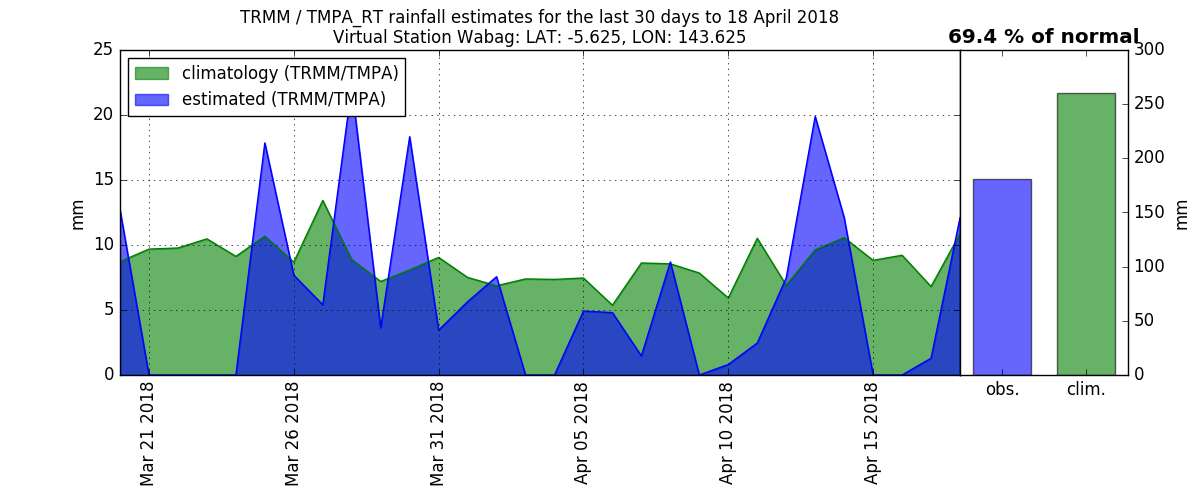 TRMM / TMPA_RT rainfall estimates for the last 30 days to 18 April 2018
Virtual Station Wabag: LAT: -5.625, LON: 143.625
69.4 % of normal
climatology (TRMM/TMPA)
estimated (TRMM/TMPA)
25
20
15
10
5
0
mm
Mar 21 2018
Mar 26 2018
Mar 31 2018
Apr 05 2018
Apr 10 2018
Apr 15 2018
obs.
clim.
300
250
200
150
100
50
0
mm